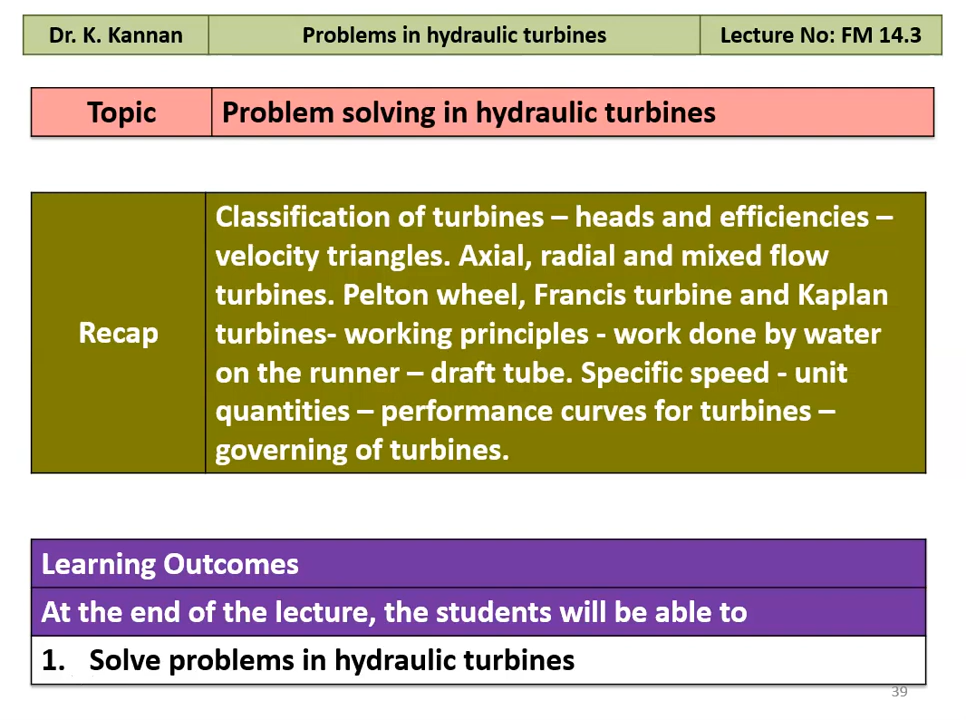 Dr. K. Kannan Problems in hydraulic turbines Lecture No: FM 14.3
Topic Problem solving in hydraulic turbines
Recap
Classification of turbines – heads and efficiencies –
velocity triangles. Axial, radial and mixed flow
turbines. Pelton wheel, Francis turbine and Kaplan
turbines- working principles - work done by water
on the runner – draft tube. Specific speed - unit
quantities – performance curves for turbines –
governing of turbines.
Learning Outcomes
At the end of the lecture, the students will be able to
1. Solve problems in hydraulic turbines
39